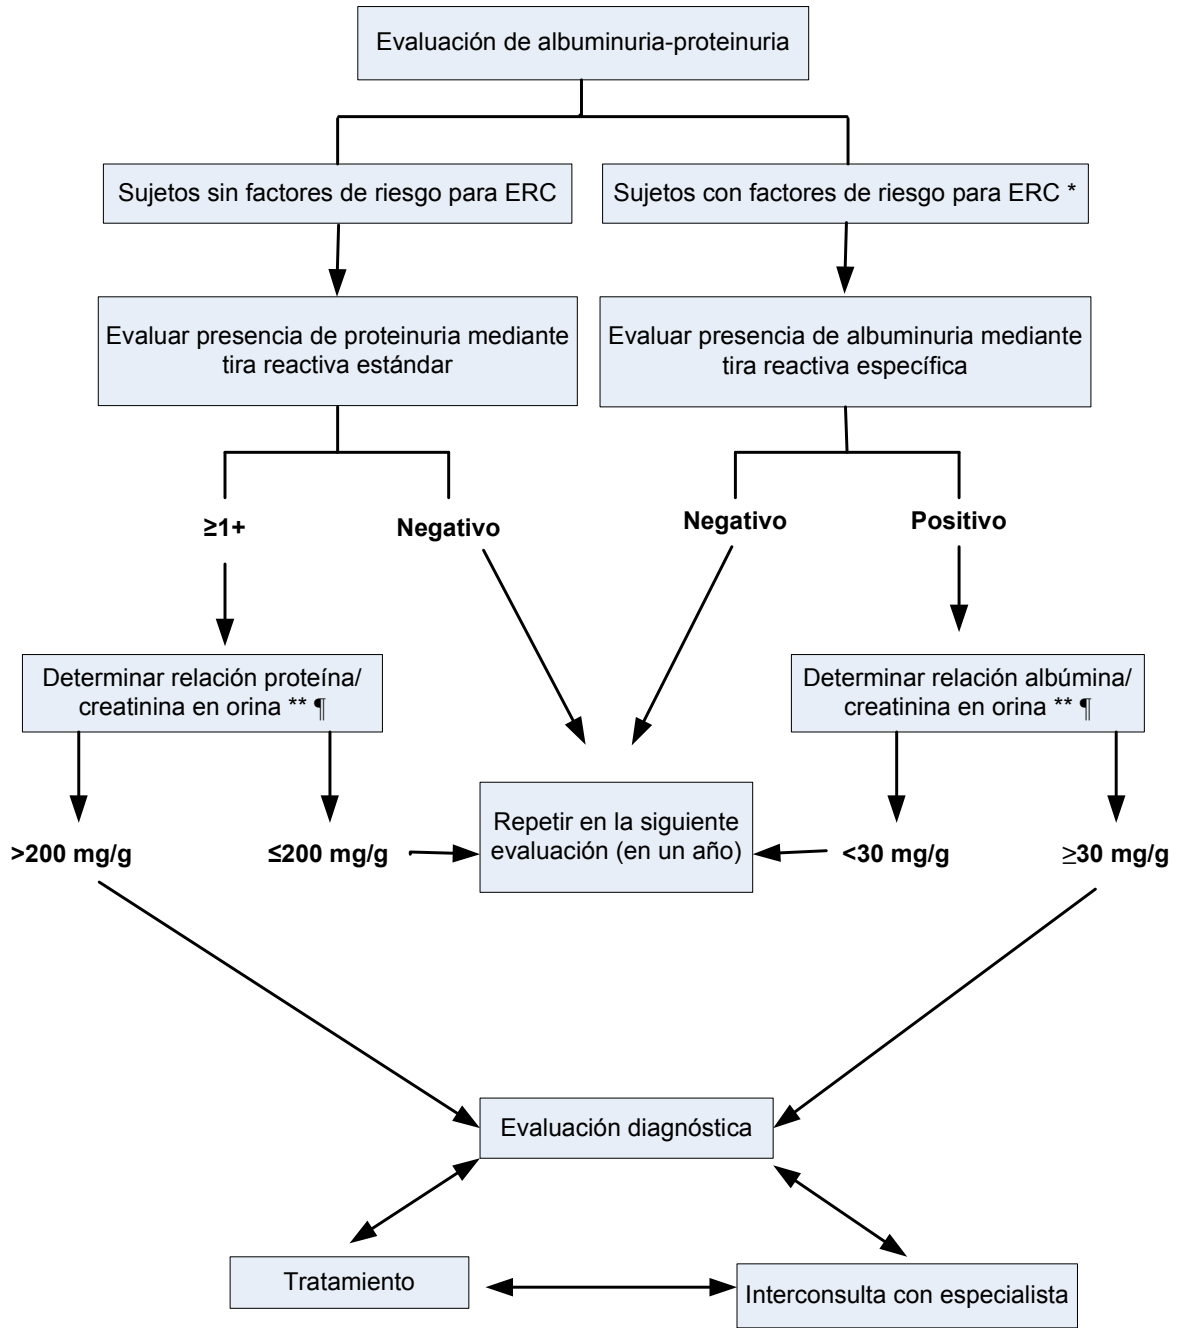 Evaluación de albuminuria-proteinuria
Sujetos sin factores de riesgo para ERC
Sujetos con factores de riesgo para ERC *
Evaluar presencia de proteinuria mediante
tira reactiva estándar
Evaluar presencia de albuminuria mediante
tira reactiva específica
≥1+
Negativo
Negativo
Positivo
Determinar relación proteína/
creatinina en orina ** ¶
Determinar relación albúmina/
creatinina en orina ** ¶
>200 mg/g
≤200 mg/g
Repetir en la siguiente
evaluación (en un año)
<30 mg/g
≥30 mg/g
Evaluación diagnóstica
Tratamiento
Interconsulta con especialista